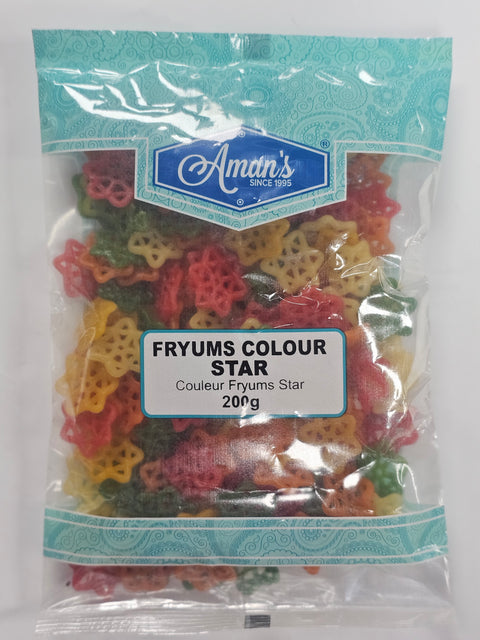 Aman's
®
SINCE 1995
FRYUMS COLOUR
STAR
Couleur Fryums Star
200g